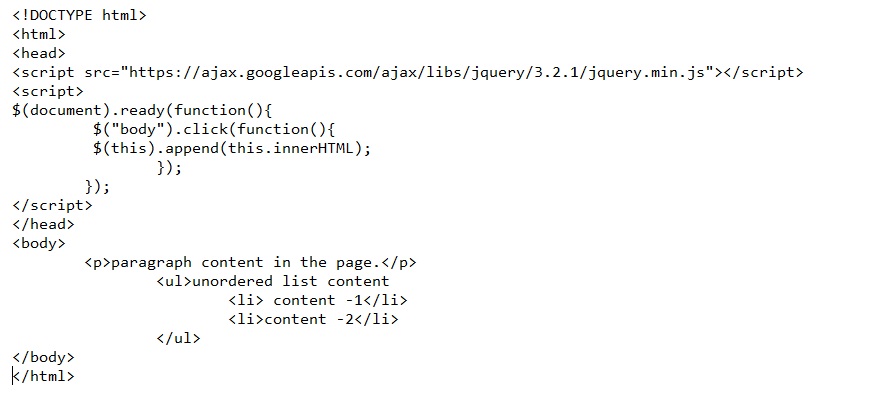 <!DOCTYPE html>
<html>
<head>
<script src="https://ajax.googleapis.com/ajax/libs/jquery/3.2.1/jquery.min.js"></script>
<script>
$(document).ready(function(){
         $("body").click(function(){
         $(this).append(this.innerHTML);
                });
        });
</script>
</head>
<body>
        <p>paragraph content in the page.</p>
                <ul>unordered list content
                        <li> content -1</li>
                        <li>content -2</li>
                </ul>
</body>
</html>